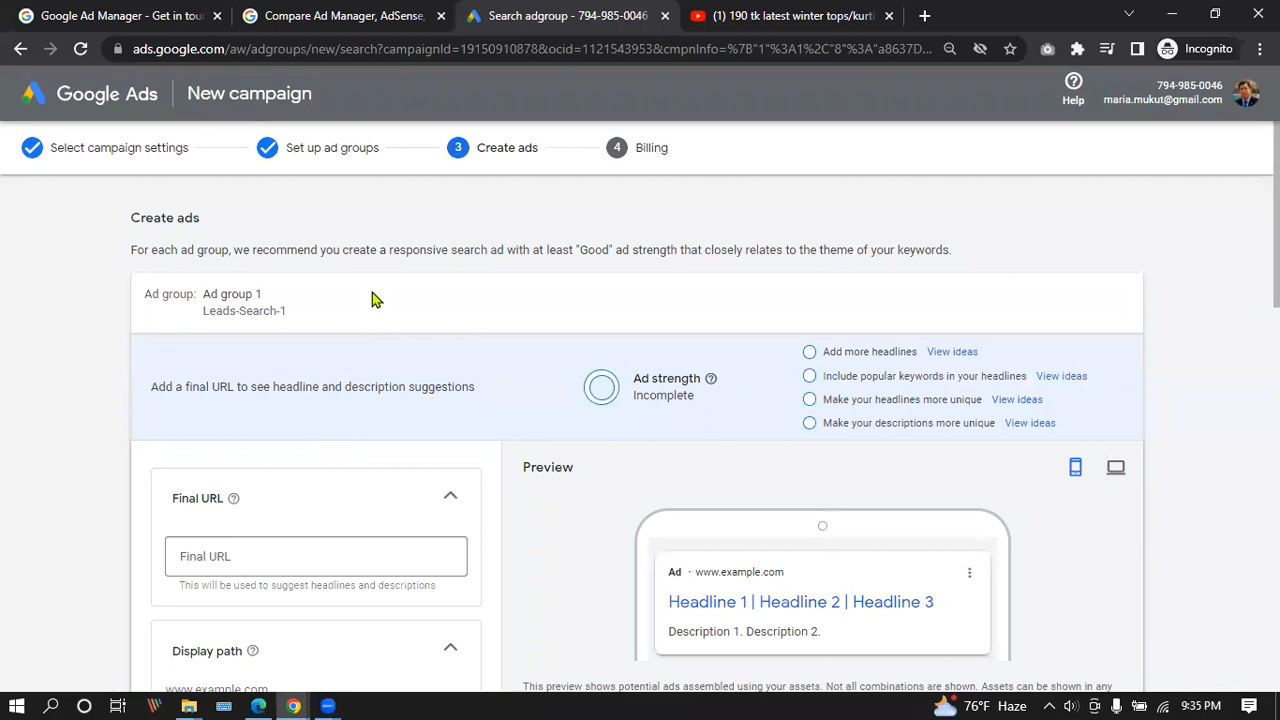 Google Ad Manager - Get in touc
Compare Ad Manager, AdSense,
Search adgroup - 794-985-0046
(1) 190 tk latest winter tops/kurti
ads.google.com/aw/adgroups/new/search?campaignId=19150910878&ocid=1121543953&cmpnInfo=%7B"1"%3A1%2C"8"%3A"a8637D...
Incognito
Google Ads
New campaign
Help
794-985-0046
maria.mukut@gmail.com
Select campaign settings
Set up ad groups
3 Create ads
4 Billing
Create ads
For each ad group, we recommend you create a responsive search ad with at least "Good" ad strength that closely relates to the theme of your keywords.
Ad group: Ad group 1
Leads-Search-1
Add a final URL to see headline and description suggestions
Ad strength
Incomplete
Add more headlines View ideas
Include popular keywords in your headlines View ideas
Make your headlines more unique View ideas
Make your descriptions more unique View ideas
Final URL
Final URL
This will be used to suggest headlines and descriptions
Display path
www.example.com
Preview
Ad · www.example.com
Headline 1 | Headline 2 | Headline 3
Description 1. Description 2.
This preview shows potential ads assembled using your assets. Not all combinations are shown. Assets can be shown in any
76°F Haze
9:35 PM